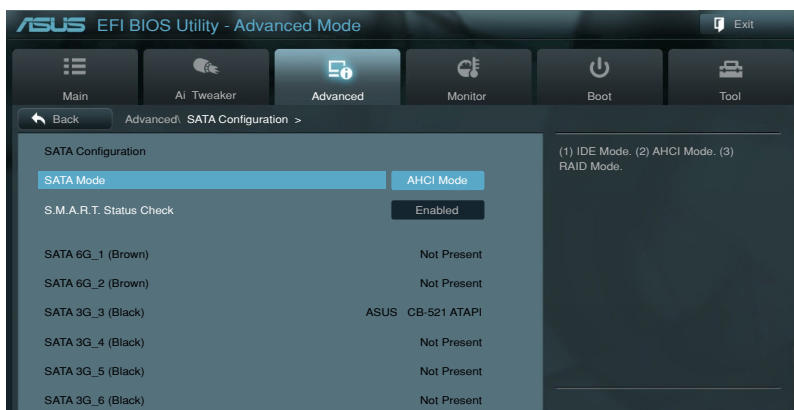 ASUS EFI BIOS Utility - Advanced Mode
Exit
Main Ai Tweaker Advanced Monitor Boot Tool
Back Advanced\ SATA Configuration >
SATA Configuration
SATA Mode AHCI Mode
S.M.A.R.T. Status Check Enabled
SATA 6G_1 (Brown) Not Present
SATA 6G_2 (Brown) Not Present
SATA 3G_3 (Black) ASUS CB-521 ATAPI
SATA 3G_4 (Black) Not Present
SATA 3G_5 (Black) Not Present
SATA 3G_6 (Black) Not Present
(1) IDE Mode. (2) AHCI Mode. (3)
RAID Mode.